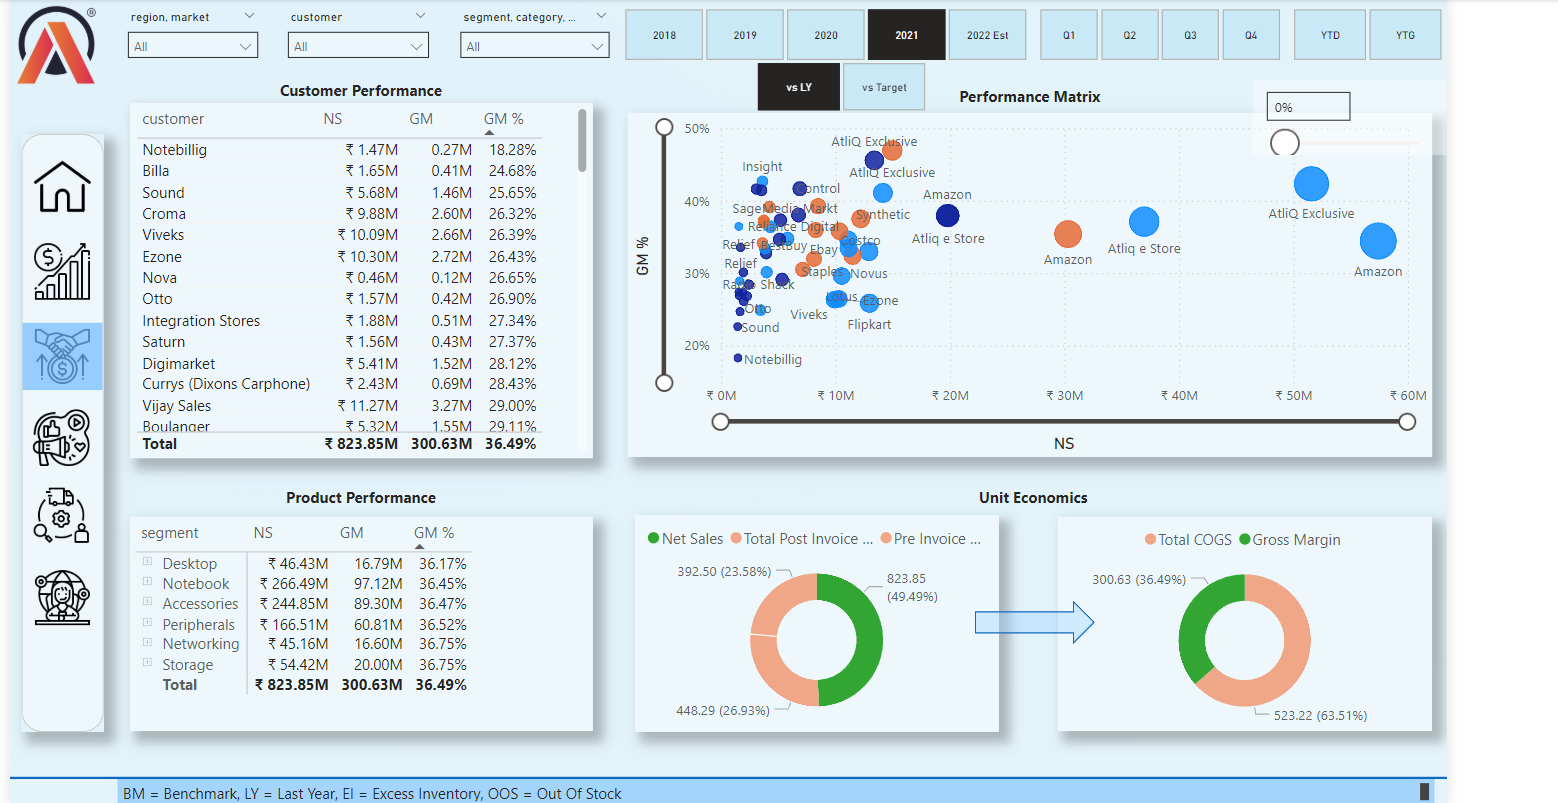 ®
region, market
customer
segment, category, ...
All
All
All
2018
2019
2020
2021
2022 Est
Q1
Q2
Q3
Q4
YTD
YTG
vs LY
vs Target
Customer Performance
customer NS GM GM %
Notebillig ₹ 1.47M 0.27M 18.28%
Billa ₹ 1.65M 0.41M 24.68%
Sound ₹ 5.68M 1.46M 25.65%
Croma ₹ 9.88M 2.60M 26.32%
Viveks ₹ 10.09M 2.66M 26.39%
Ezone ₹ 10.30M 2.72M 26.43%
Nova ₹ 0.46M 0.12M 26.65%
Otto ₹ 1.57M 0.42M 26.90%
Integration Stores ₹ 1.88M 0.51M 27.34%
Saturn ₹ 1.56M 0.43M 27.37%
Digimarket ₹ 5.41M 1.52M 28.12%
Currys (Dixons Carphone) ₹ 2.43M 0.69M 28.43%
Vijay Sales ₹ 11.27M 3.27M 29.00%
Boulanger ₹ 5.32M 1.55M 29.11%
Total ₹ 823.85M 300.63M 36.49%
Performance Matrix
0%
GM %
50%
40%
30%
20%
AtliQ Exclusive
Insight
AtliQ Exclusive
Control
Amazon
Sage
Media Markt
Synthetic
AtliQ Exclusive
Reliance Digital
Atliq e Store
Relief
BestBuy
Ebay
Costco
Atliq e Store
Amazon
Relief
Staples
Novus
Amazon
Radio Shack
Lotus
Ezone
Otto
Viveks
Sound
Flipkart
Notebillig
₹ 0M
₹ 10M
₹ 20M
₹ 30M
₹ 40M
₹ 50M
₹ 60M
NS
Product Performance
segment NS GM GM %
Desktop ₹ 46.43M 16.79M 36.17%
Notebook ₹ 266.49M 97.12M 36.45%
Accessories ₹ 244.85M 89.30M 36.47%
Peripherals ₹ 166.51M 60.81M 36.52%
Networking ₹ 45.16M 16.60M 36.75%
Storage ₹ 54.42M 20.00M 36.75%
Total ₹ 823.85M 300.63M 36.49%
Unit Economics
Net Sales Total Post Invoice ... Pre Invoice ...
392.50 (23.58%)
823.85
(49.49%)
448.29 (26.93%)
Total COGS Gross Margin
300.63 (36.49%)
523.22 (63.51%)
BM = Benchmark, LY = Last Year, EI = Excess Inventory, OOS = Out Of Stock